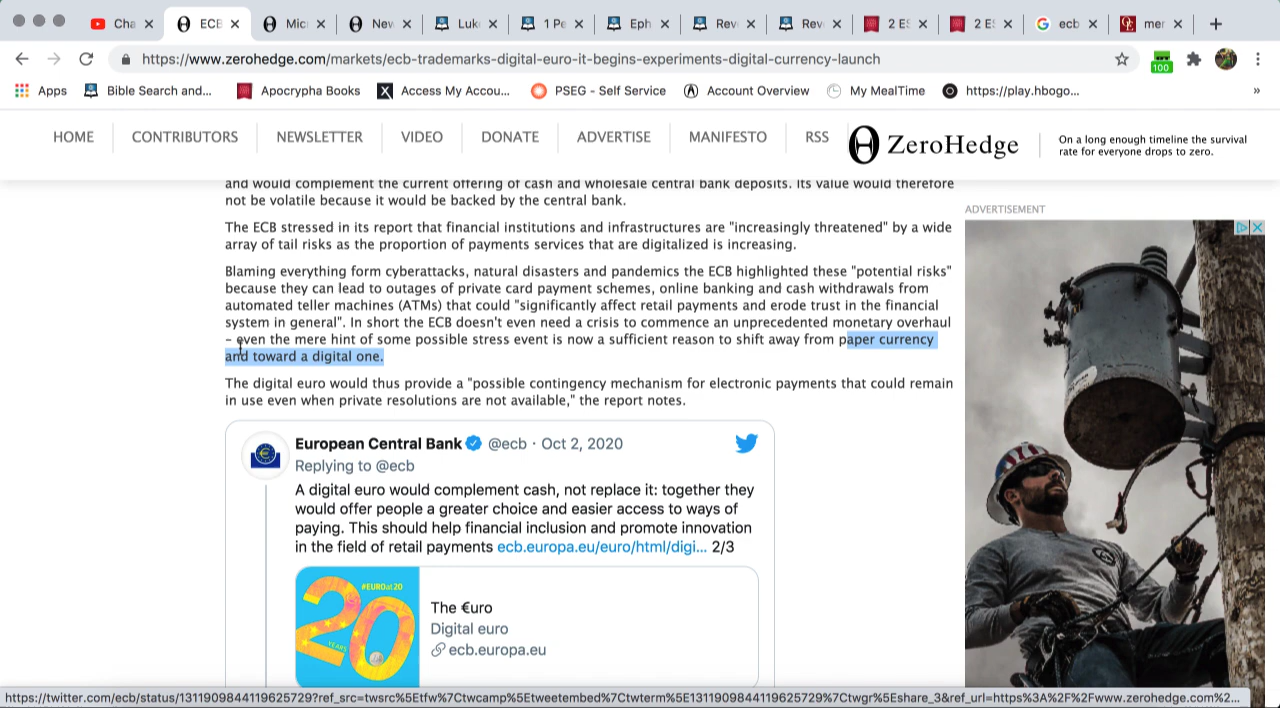 Cha
ECB
Mic
Nev
Luk
1 Pe
Eph
Rev
Rev
2 ES
2 ES
ecb
mer
https://www.zerohedge.com/markets/ecb-trademarks-digital-euro-it-begins-experiments-digital-currency-launch
100
Apps
Bible Search and...
Apocrypha Books
Access My Accou...
PSEG - Self Service
Account Overview
My MealTime
https://play.hbogo...
»
HOME
CONTRIBUTORS
NEWSLETTER
VIDEO
DONATE
ADVERTISE
MANIFESTO
RSS
ZeroHedge
On a long enough timeline the survival
rate for everyone drops to zero.
and would complement the current offering of cash and wholesale central bank deposits. Its value would therefore
not be volatile because it would be backed by the central bank.
The ECB stressed in its report that financial institutions and infrastructures are "increasingly threatened" by a wide
array of tail risks as the proportion of payments services that are digitalized is increasing.
Blaming everything form cyberattacks, natural disasters and pandemics the ECB highlighted these "potential risks"
because they can lead to outages of private card payment schemes, online banking and cash withdrawals from
automated teller machines (ATMs) that could "significantly affect retail payments and erode trust in the financial
system in general". In short the ECB doesn't even need a crisis to commence an unprecedented monetary overhaul
– even the mere hint of some possible stress event is now a sufficient reason to shift away from paper currency
and toward a digital one.
The digital euro would thus provide a "possible contingency mechanism for electronic payments that could remain
in use even when private resolutions are not available," the report notes.
European Central Bank @ecb · Oct 2, 2020
Replying to @ecb
A digital euro would complement cash, not replace it: together they
would offer people a greater choice and easier access to ways of
paying. This should help financial inclusion and promote innovation
in the field of retail payments ecb.europa.eu/euro/html/digi... 2/3
#EUROat20
20
YEARS
The €uro
Digital euro
ecb.europa.eu
ADVERTISEMENT
https://twitter.com/ecb/status/1311909844119625729?ref_src=twsrc%5Etfw%7Ctwcamp%5Etweetembed%7Ctwterm%5E1311909844119625729%7Ctwgr%5Eshare_3&ref_url=https%3A%2F%2Fwww.zerohedge.com%2...